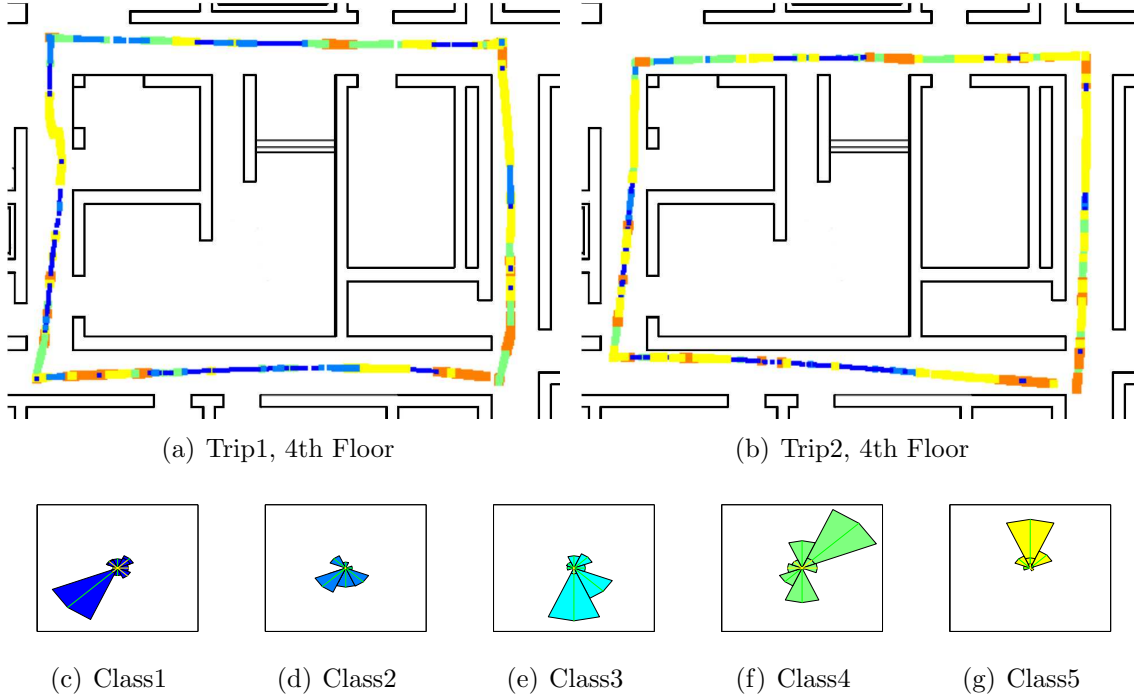 (a) Trip1, 4th Floor
(b) Trip2, 4th Floor
(c) Class1
(d) Class2
(e) Class3
(f) Class4
(g) Class5